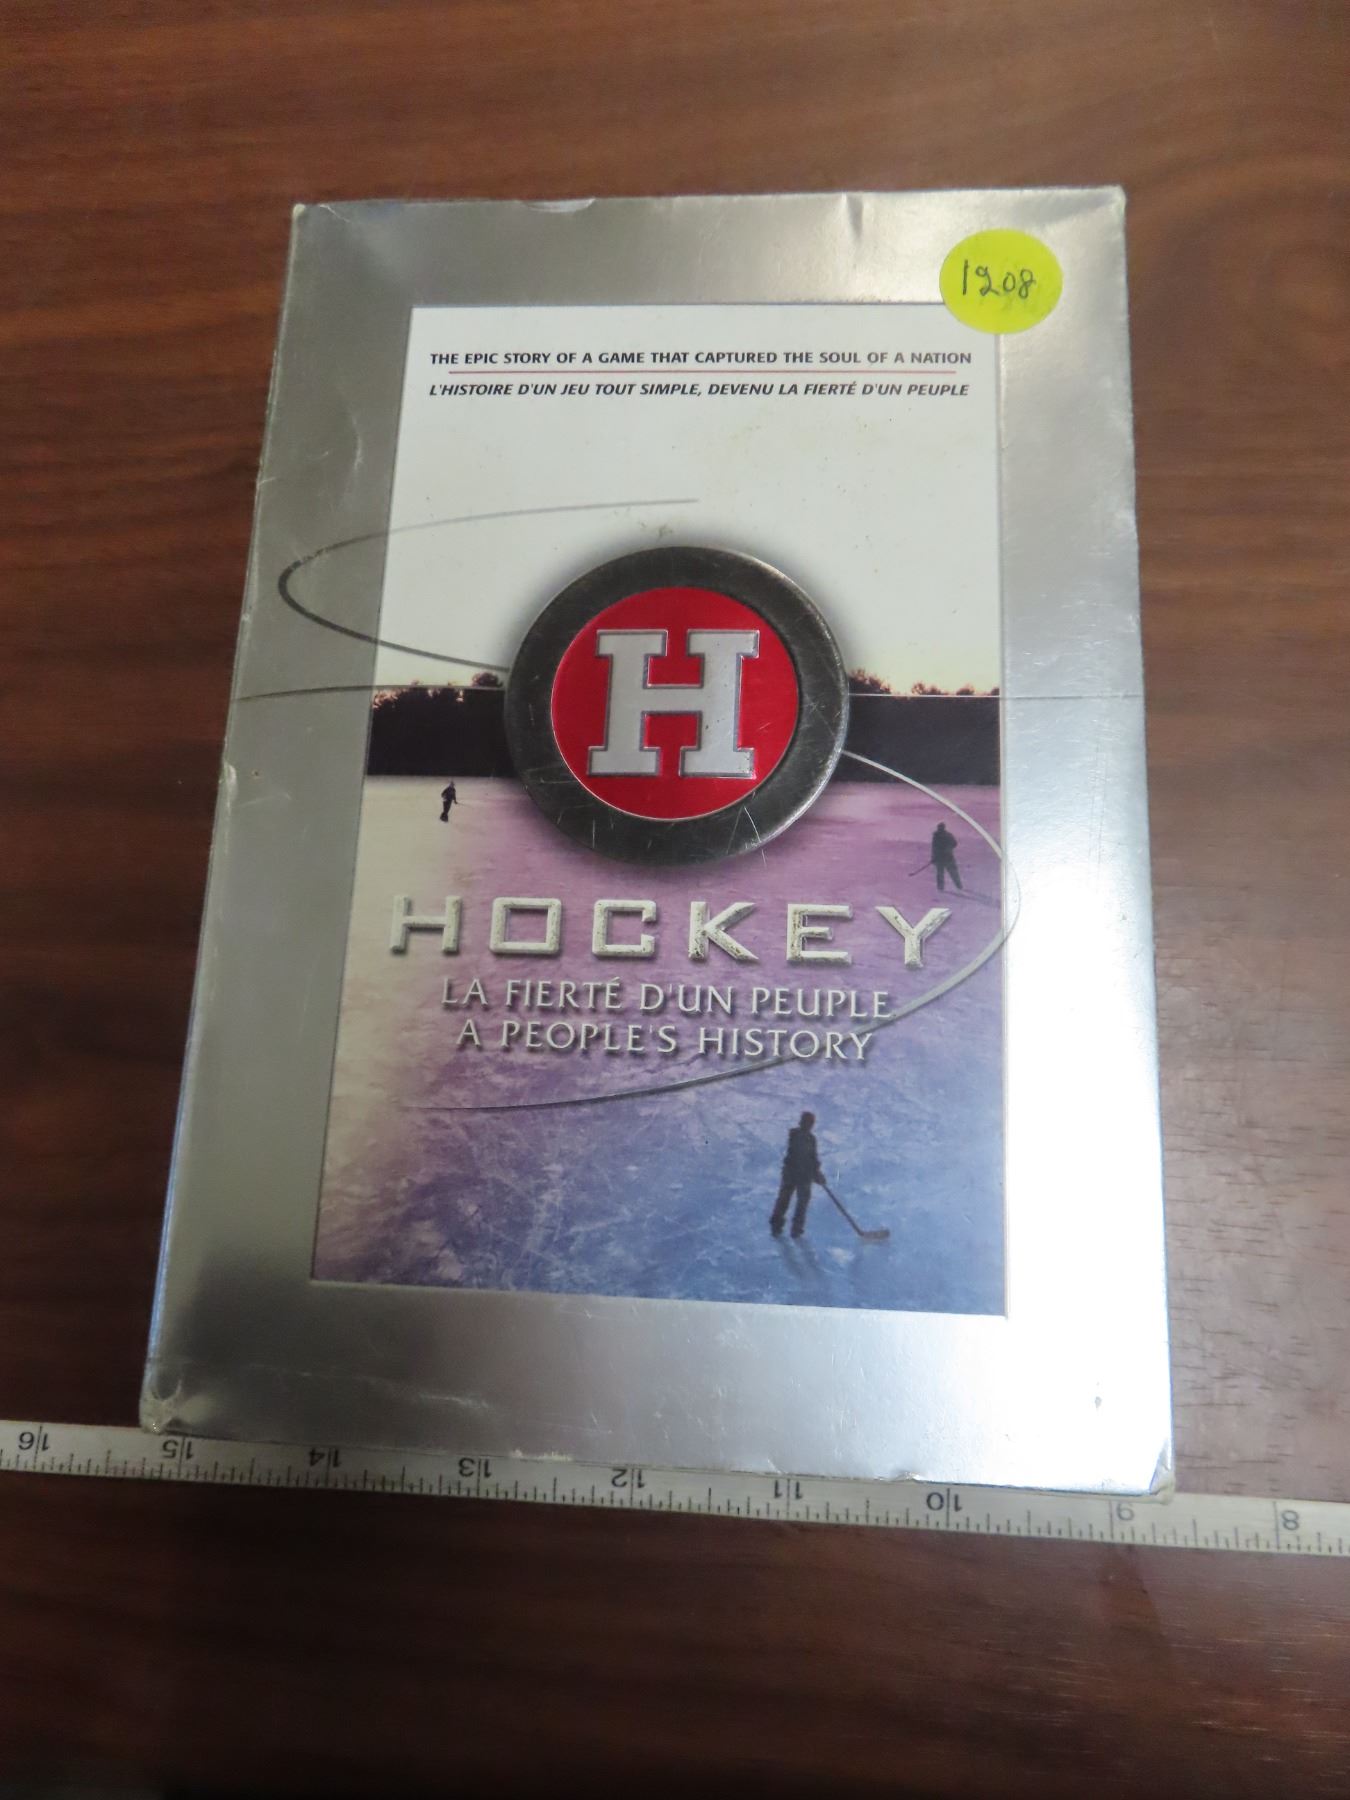 1208
THE EPIC STORY OF A GAME THAT CAPTURED THE SOUL OF A NATION
L'HISTOIRE D'UN JEU TOUT SIMPLE, DEVENU LA FIERTÉ D'UN PEUPLE
H
HOCKEY
LA FIERTÉ D'UN PEUPLE
A PEOPLE'S HISTORY
16 15 14 13 12 11 10 9 8